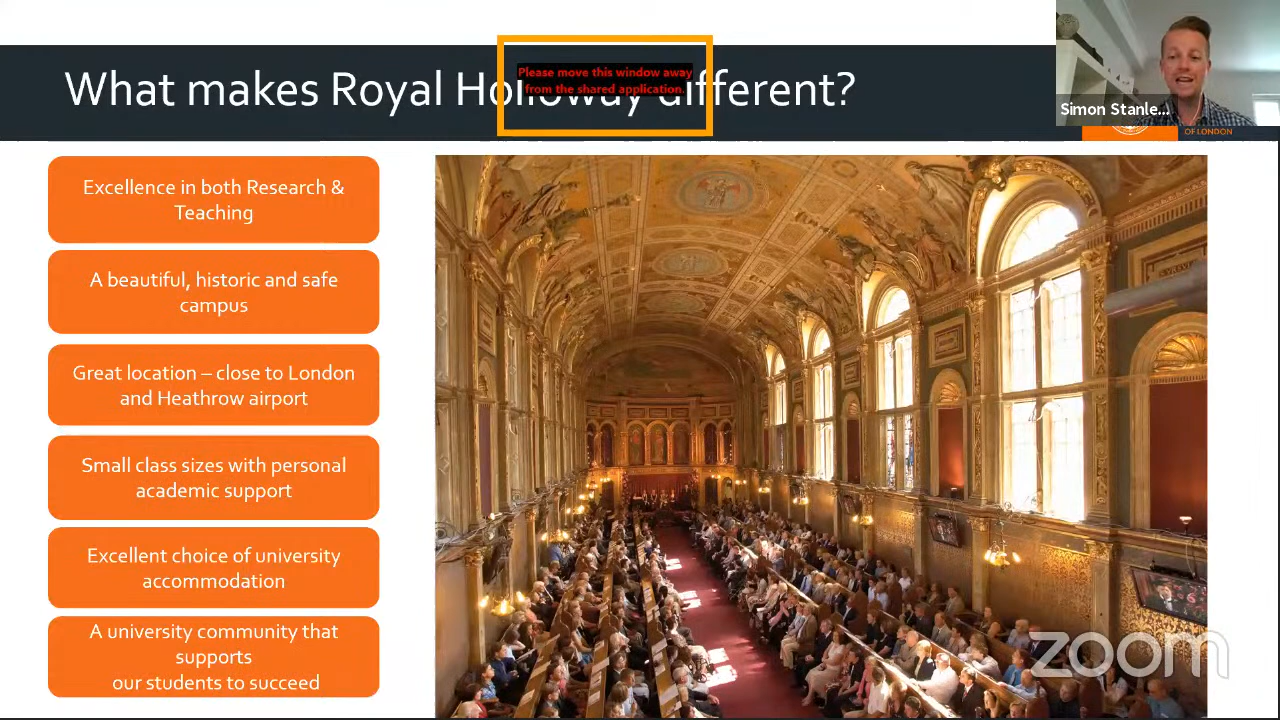 What makes Royal Holloway different?
Please move this window away
from the shared application.
Simon Stanle...
OF LONDON
Excellence in both Research &
Teaching
A beautiful, historic and safe
campus
Great location – close to London
and Heathrow airport
Small class sizes with personal
academic support
Excellent choice of university
accommodation
A university community that
supports
our students to succeed
zoom